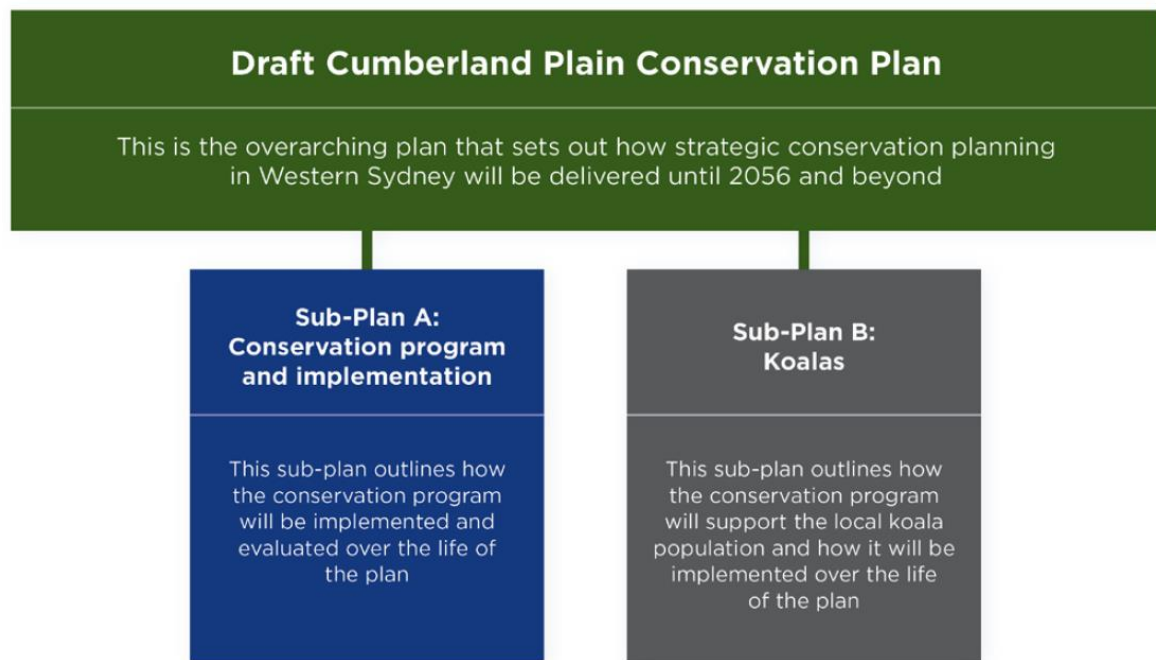 Draft Cumberland Plain Conservation Plan
This is the overarching plan that sets out how strategic conservation planning
in Western Sydney will be delivered until 2056 and beyond
Sub-Plan A:
Conservation program
and implementation
This sub-plan outlines how
the conservation program
will be implemented and
evaluated over the life of
the plan
Sub-Plan B:
Koalas
This sub-plan outlines how
the conservation program
will support the local koala
population and how it will be
implemented over the life
of the plan